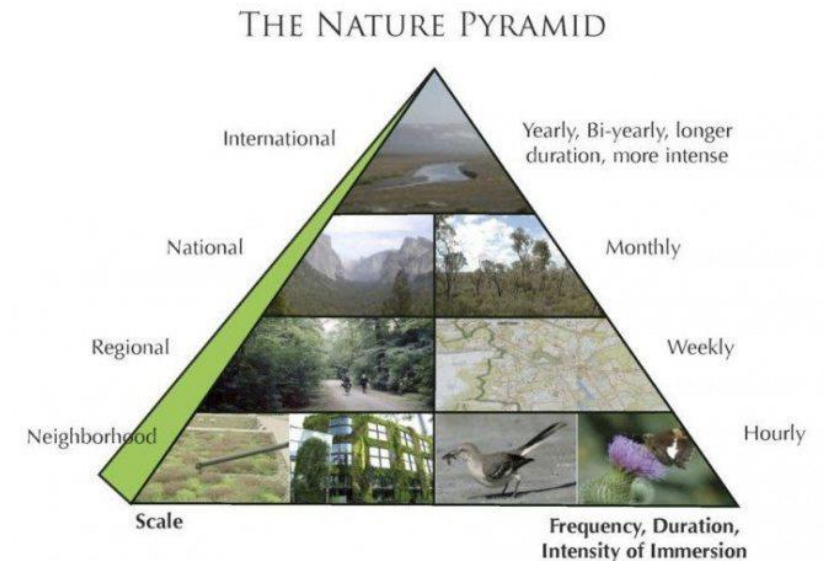 THE NATURE PYRAMID
International
Yearly, Bi-yearly, longer
duration, more intense
National
Monthly
Regional
Weekly
Neighborhood
Hourly
Scale
Frequency, Duration,
Intensity of Immersion